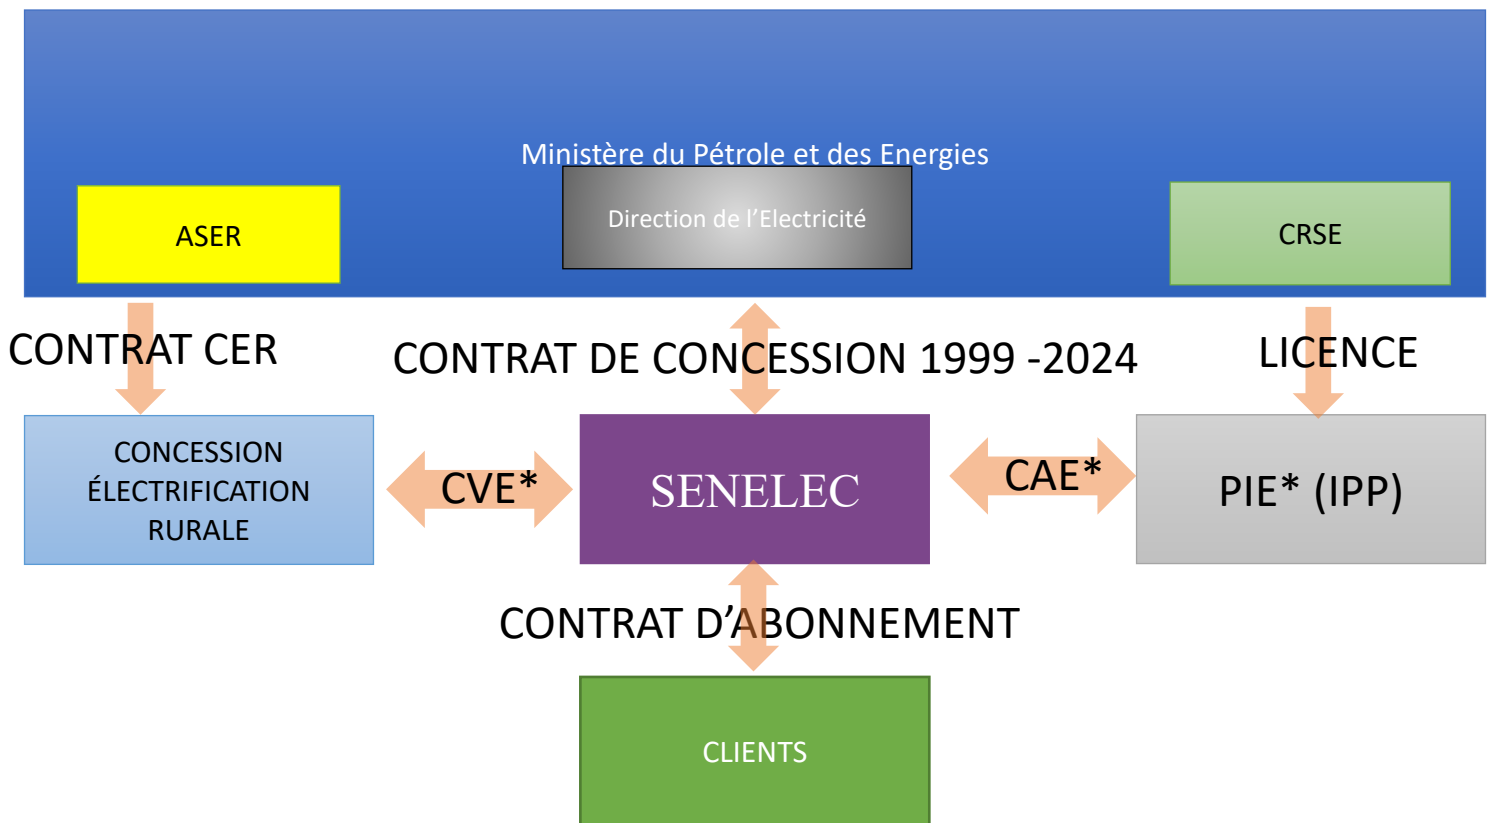 Ministère du Pétrole et des Energies
ASER
Direction de l’Electricité
CRSE
CONTRAT CER
CONTRAT DE CONCESSION 1999 -2024
LICENCE
CONCESSION
ÉLECTRIFICATION
RURALE
CVE*
SENELEC
CAE*
PIE* (IPP)
CONTRAT D’ABONNEMENT
CLIENTS